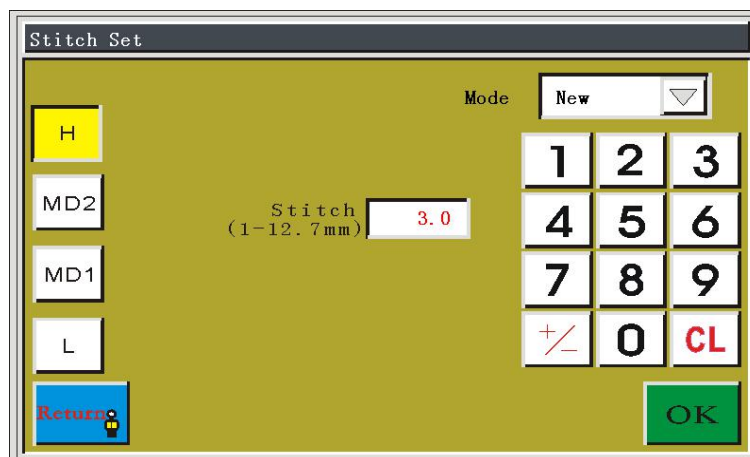 Stitch Set
Mode New
H
MD2
MD1
L
Stitch
(1-12.7mm) 3.0
1 2 3
4 5 6
7 8 9
+/- 0 CL
Return
OK